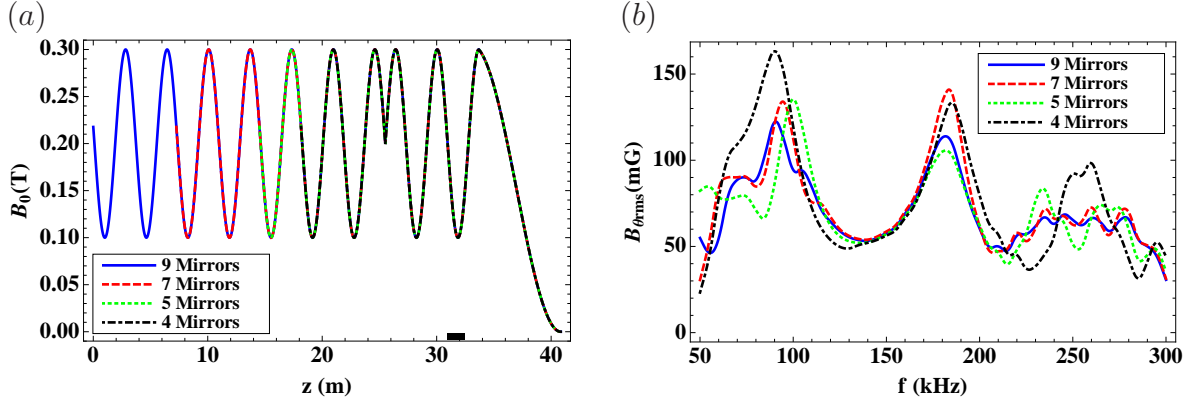 (a)
B₀(T)
0.30
0.25
0.20
0.15
0.10
0.05
0.00
9 Mirrors
7 Mirrors
5 Mirrors
4 Mirrors
0 10 20 30 40
z (m)
(b)
Bθrms(mG)
150
100
50
0
9 Mirrors
7 Mirrors
5 Mirrors
4 Mirrors
50 100 150 200 250 300
f (kHz)